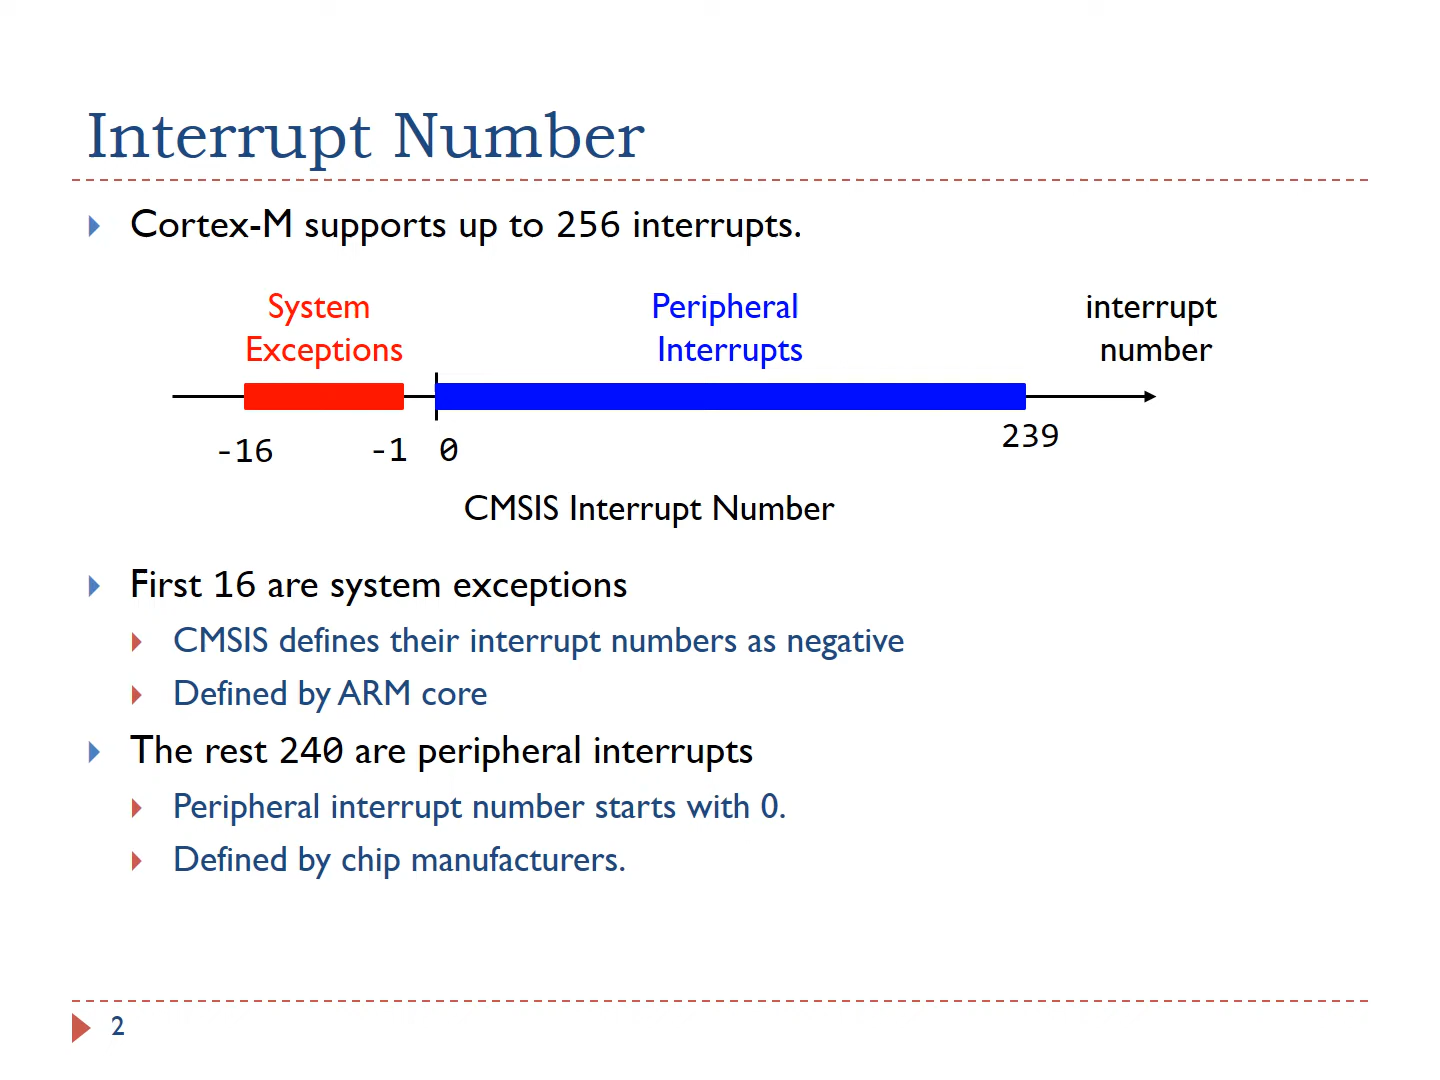 Interrupt Number
Cortex-M supports up to 256 interrupts.
System
Exceptions
Peripheral
Interrupts
interrupt
number
-16
-1
0
239
CMSIS Interrupt Number
First 16 are system exceptions
CMSIS defines their interrupt numbers as negative
Defined by ARM core
The rest 240 are peripheral interrupts
Peripheral interrupt number starts with 0.
Defined by chip manufacturers.
2